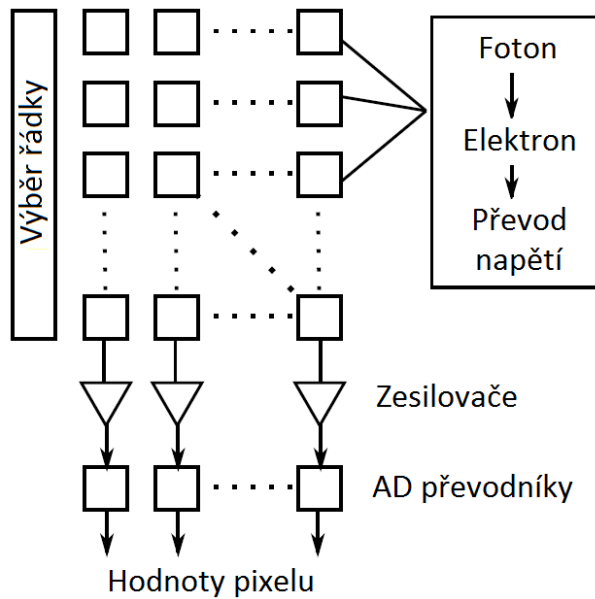 Výběr řádky
Foton
Elektron
Převod
napětí
Zesilovače
AD převodníky
Hodnoty pixelu